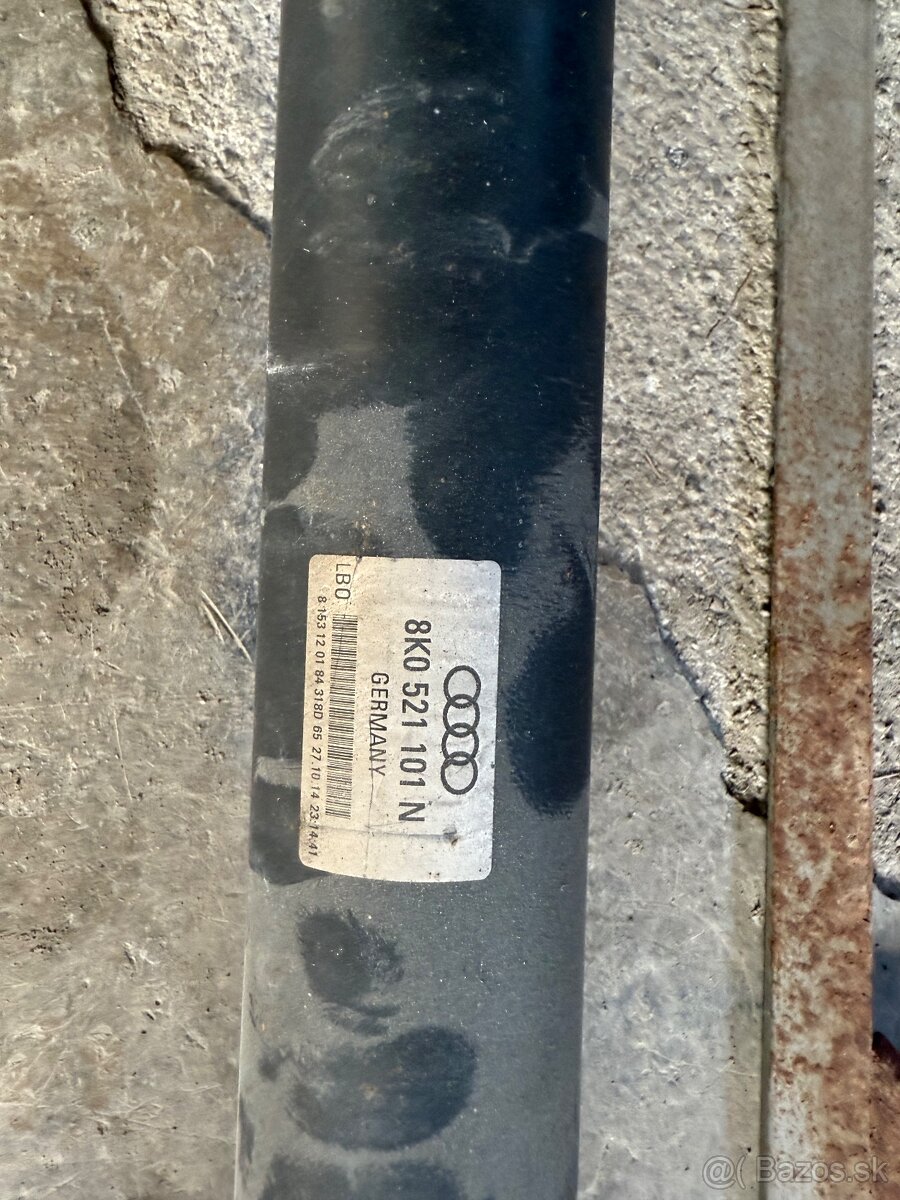 8K0 521 101 N
GERMANY
LBO
8 153 12 01 84 318D 65 27.10.14 23:14:41
@( Bazos.sk